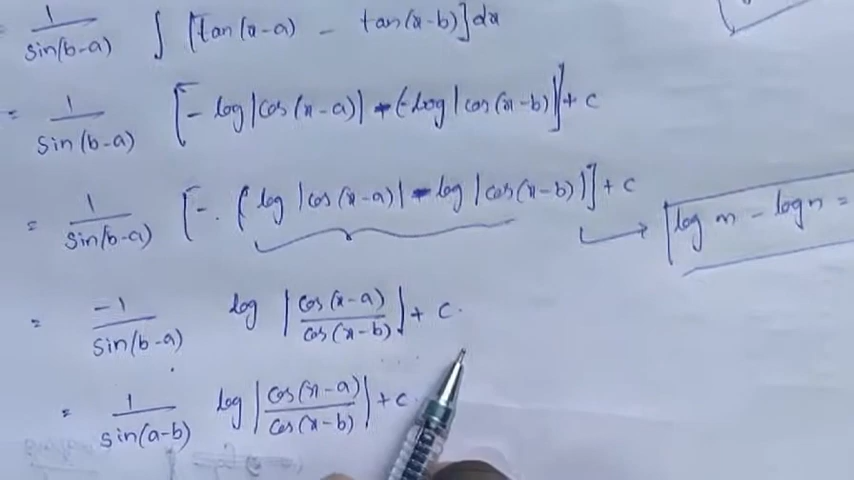 = 1/sin(b-a) ∫ [tan(x-a) - tan(x-b)] dx
= 1/sin(b-a) [- log|cos(x-a)| - (-log|cos(x-b)|] + c
= 1/sin(b-a) [-. (log|cos(x-a)| - log|cos(x-b)|] + c
log m - log n =
= -1/sin(b-a) log |cos(x-a)/cos(x-b)| + c.
= 1/sin(a-b) log |cos(x-a)/cos(x-b)| + c.